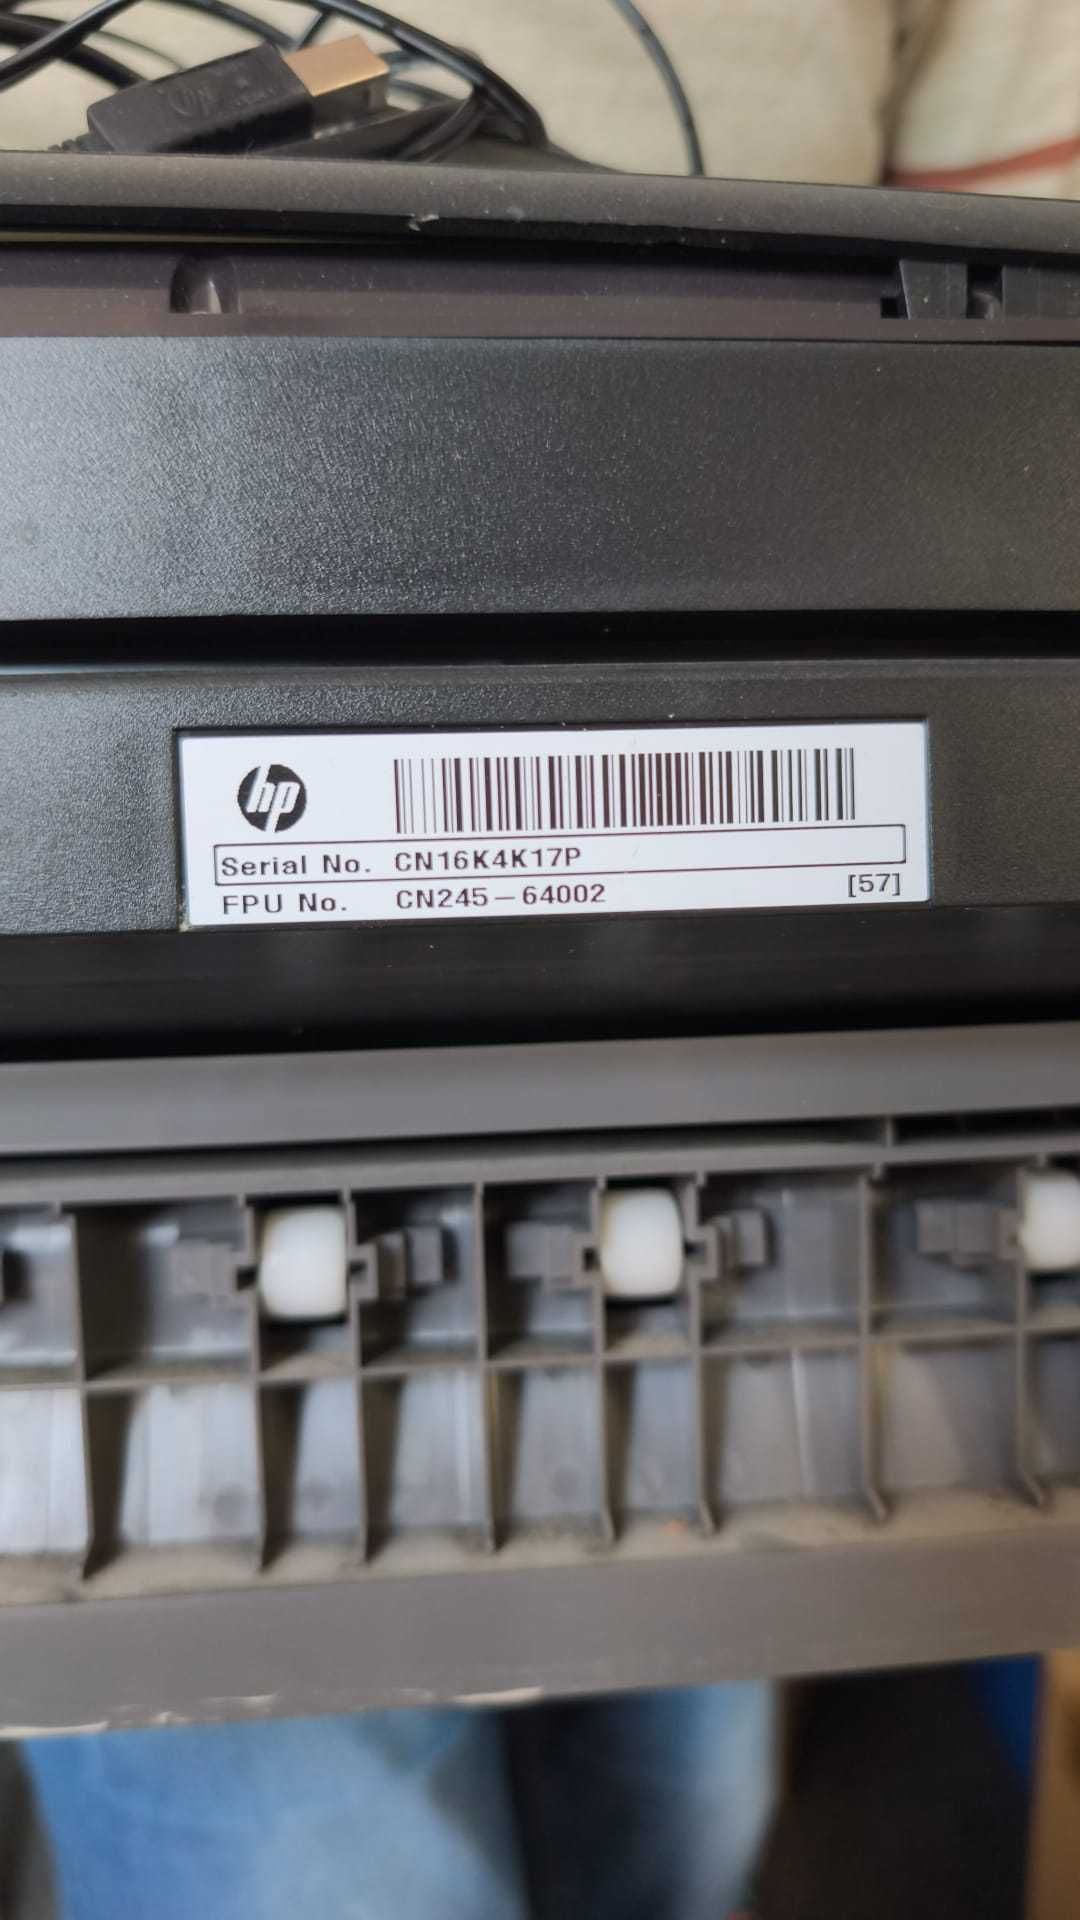 hp
Serial No. CN16K4K17P
FPU No. CN245-64002 [57]